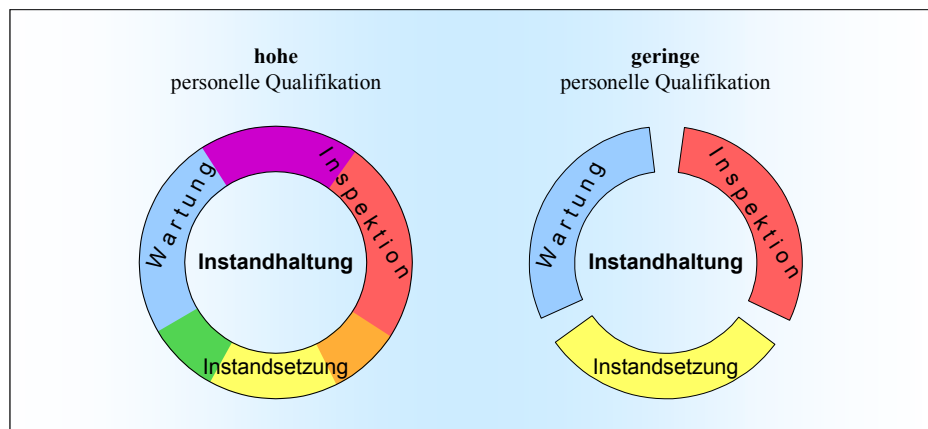 hohe
personelle Qualifikation
Wartung
Inspektion
Instandhaltung
Instandsetzung
geringe
personelle Qualifikation
Wartung
Inspektion
Instandhaltung
Instandsetzung